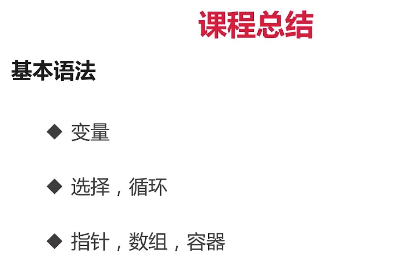 课程总结
基本语法
◆ 变量
◆ 选择，循环
◆ 指针，数组，容器